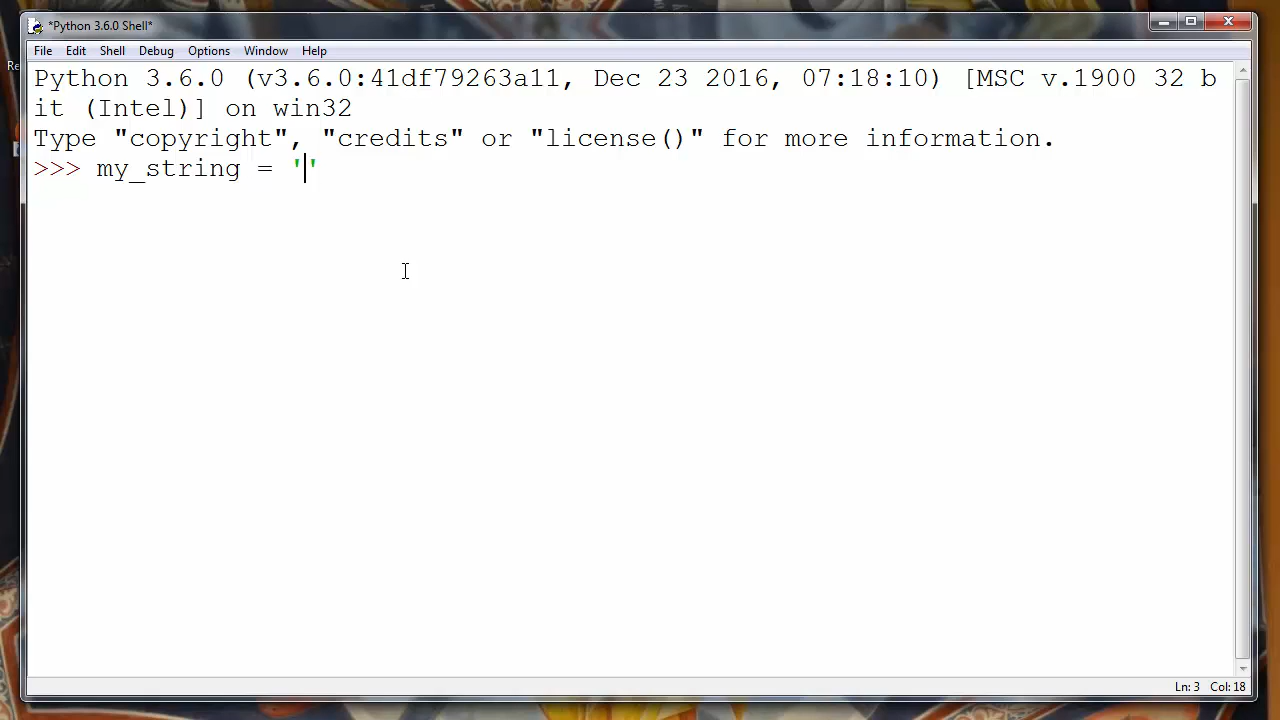 *Python 3.6.0 Shell*
File Edit Shell Debug Options Window Help
Re
Python 3.6.0 (v3.6.0:41df79263a11, Dec 23 2016, 07:18:10) [MSC v.1900 32 b
it (Intel)] on win32
Type "copyright", "credits" or "license()" for more information.
>>> my_string = ''
Ln: 3 Col: 18